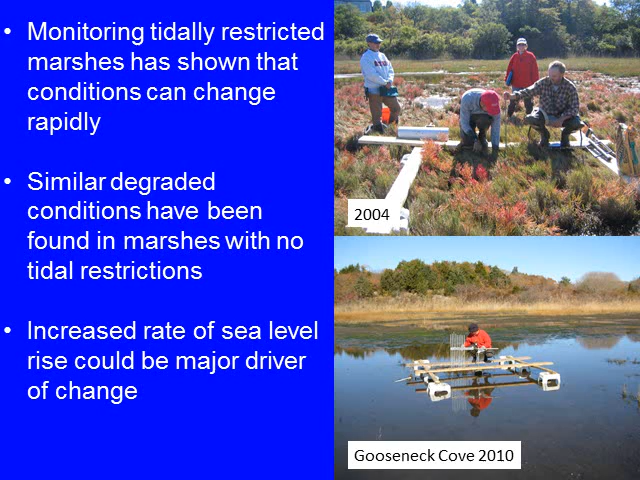 • Monitoring tidally restricted
marshes has shown that
conditions can change
rapidly
• Similar degraded
conditions have been
found in marshes with no
tidal restrictions
• Increased rate of sea level
rise could be major driver
of change
2004
Gooseneck Cove 2010